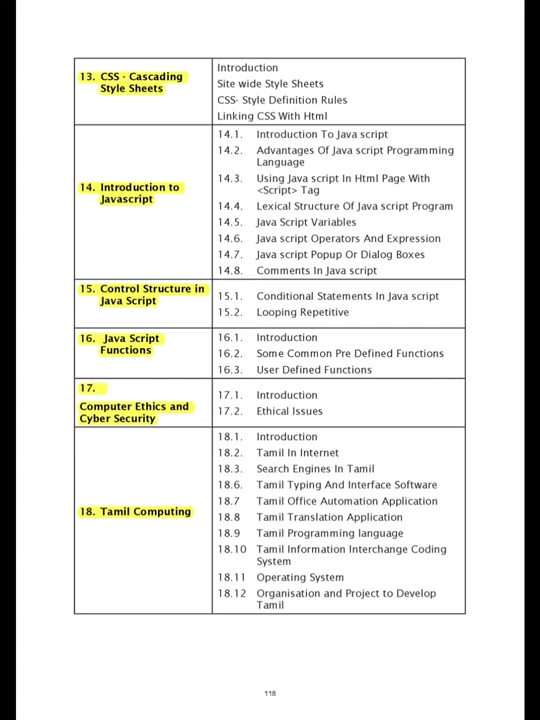 13. CSS - Cascading
Style Sheets
Introduction
Site wide Style Sheets
CSS- Style Definition Rules
Linking CSS With Html
14. Introduction to
Javascript
14.1. Introduction To Java script
14.2. Advantages Of Java script Programming
Language
14.3. Using Java script In Html Page With
<Script> Tag
14.4. Lexical Structure Of Java script Program
14.5. Java Script Variables
14.6. Java script Operators And Expression
14.7. Java script Popup Or Dialog Boxes
14.8. Comments In Java script
15. Control Structure in
Java Script
15.1. Conditional Statements In Java script
15.2. Looping Repetitive
16. Java Script
Functions
16.1. Introduction
16.2. Some Common Pre Defined Functions
16.3. User Defined Functions
17.
Computer Ethics and
Cyber Security
17.1. Introduction
17.2. Ethical Issues
18. Tamil Computing
18.1. Introduction
18.2. Tamil In Internet
18.3. Search Engines In Tamil
18.6. Tamil Typing And Interface Software
18.7 Tamil Office Automation Application
18.8 Tamil Translation Application
18.9 Tamil Programming language
18.10 Tamil Information Interchange Coding
System
18.11 Operating System
18.12 Organisation and Project to Develop
Tamil
118